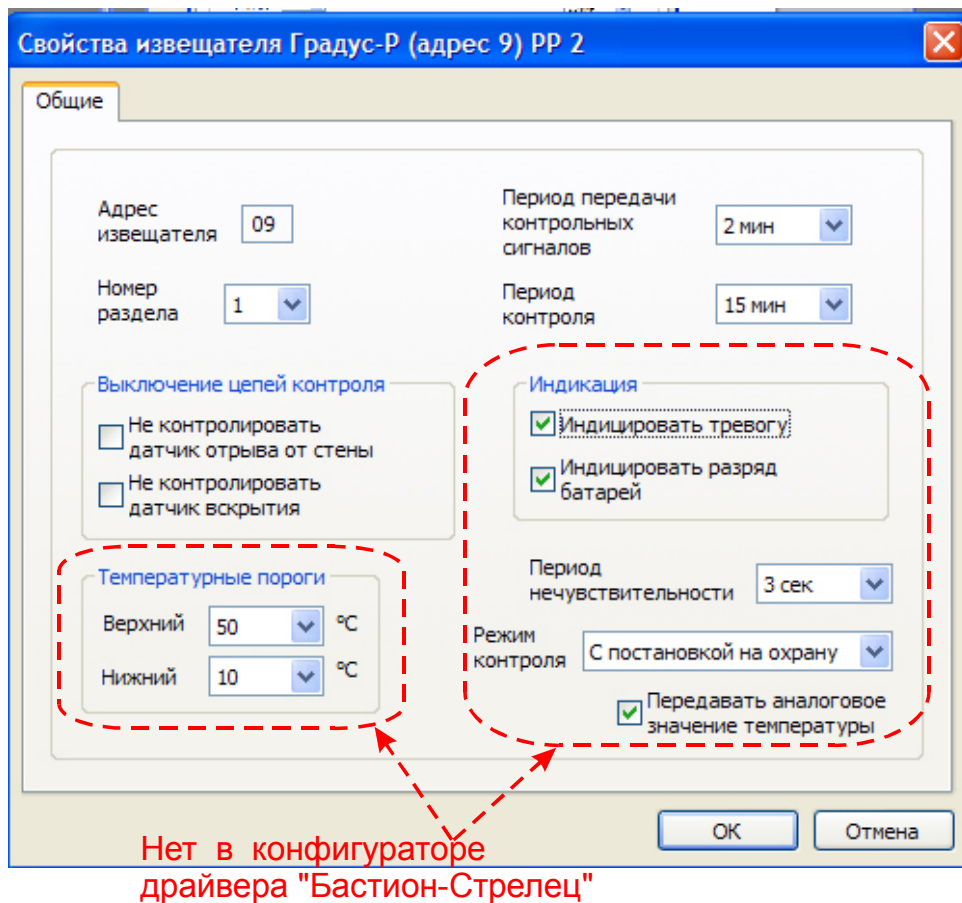 Свойства извещателя Градус-Р (адрес 9) РР 2
Общие
Адрес
извещателя
09
Период передачи
контрольных
сигналов
2 мин
Номер
раздела
1
Период
контроля
15 мин
Выключение цепей контроля
Не контролировать
датчик отрыва от стены
Не контролировать
датчик вскрытия
Индикация
Индицировать тревогу
Индицировать разряд
батарей
Температурные пороги
Верхний
50
ºC
Нижний
10
ºC
Период
нечувствительности
3 сек
Режим
контроля
С постановкой на охрану
Передавать аналоговое
значение температуры
OK
Отмена
Нет в конфигураторе
драйвера "Бастион-Стрелец"